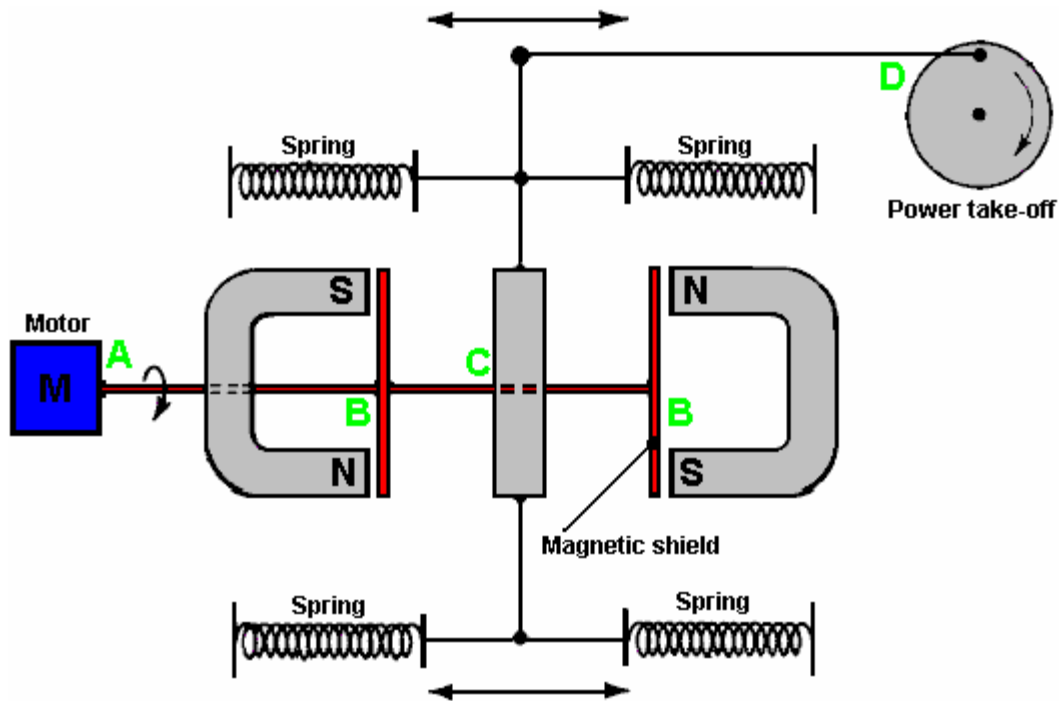 D
Spring
Spring
Power take-off
S
N
Motor
A
C
M
B
B
N
S
Magnetic shield
Spring
Spring